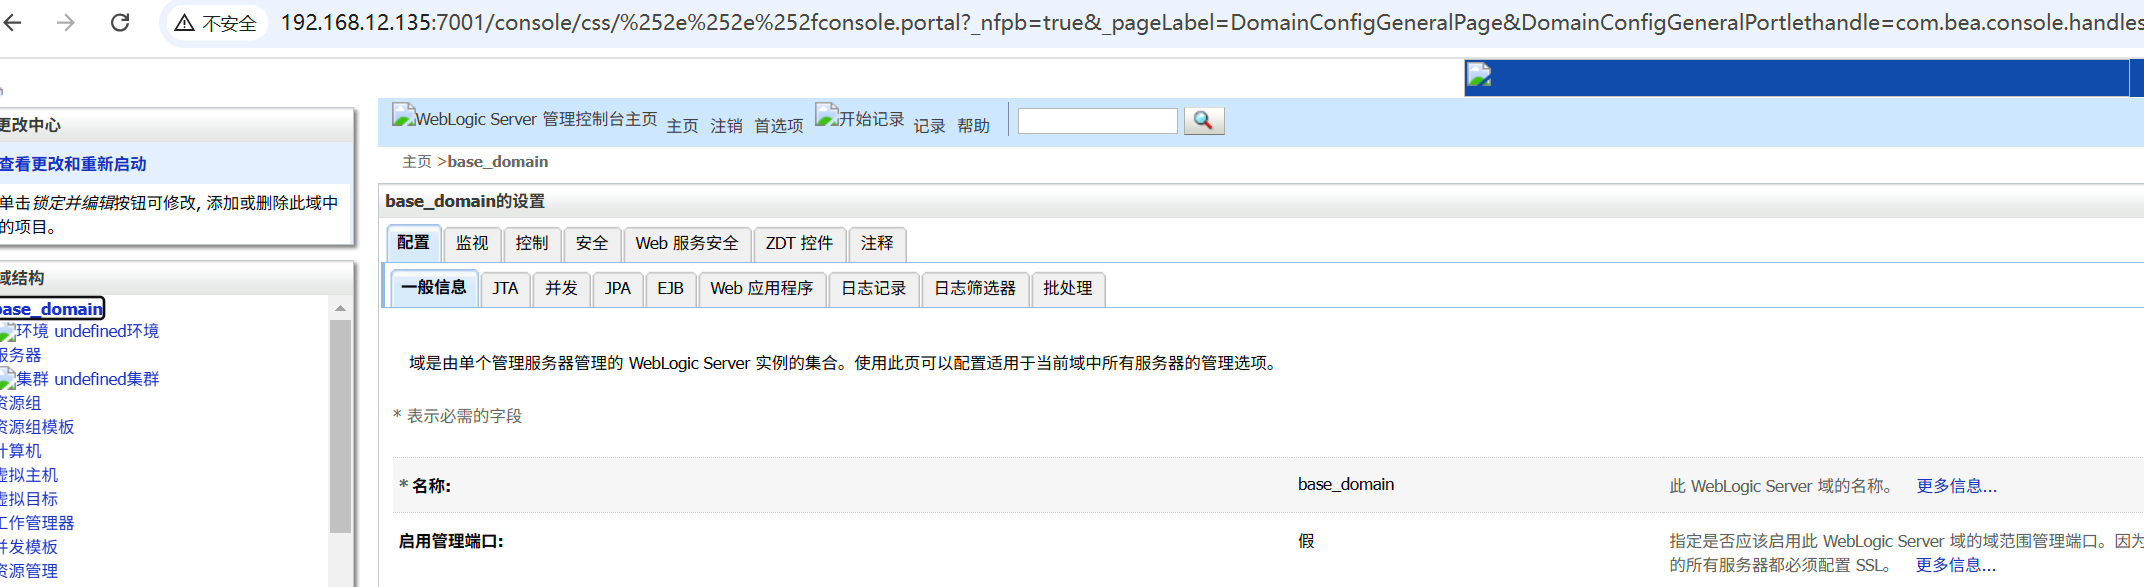 不安全 192.168.12.135:7001/console/css/%252e%252e%252fconsole.portal?_nfpb=true&_pageLabel=DomainConfigGeneralPage&DomainConfigGeneralPortlethandle=com.bea.console.handles
WebLogic Server 管理控制台主页 主页 注销 首选项 开始记录 记录 帮助
主页 >base_domain
更改中心
查看更改和重新启动
单击锁定并编辑按钮可修改, 添加或删除此域中
的项目。
域结构
base_domain
环境 undefined环境
服务器
集群 undefined集群
资源组
资源组模板
计算机
虚拟主机
虚拟目标
工作管理器
并发模板
资源管理
base_domain的设置
配置 监视 控制 安全 Web 服务安全 ZDT 控件 注释
一般信息 JTA 并发 JPA EJB Web 应用程序 日志记录 日志筛选器 批处理
域是由单个管理服务器管理的 WebLogic Server 实例的集合。使用此页可以配置适用于当前域中所有服务器的管理选项。
* 表示必需的字段
* 名称: base_domain 此 WebLogic Server 域的名称。 更多信息...
启用管理端口: 假 指定是否应该启用此 WebLogic Server 域的域范围管理端口。因为
的所有服务器都必须配置 SSL。 更多信息...